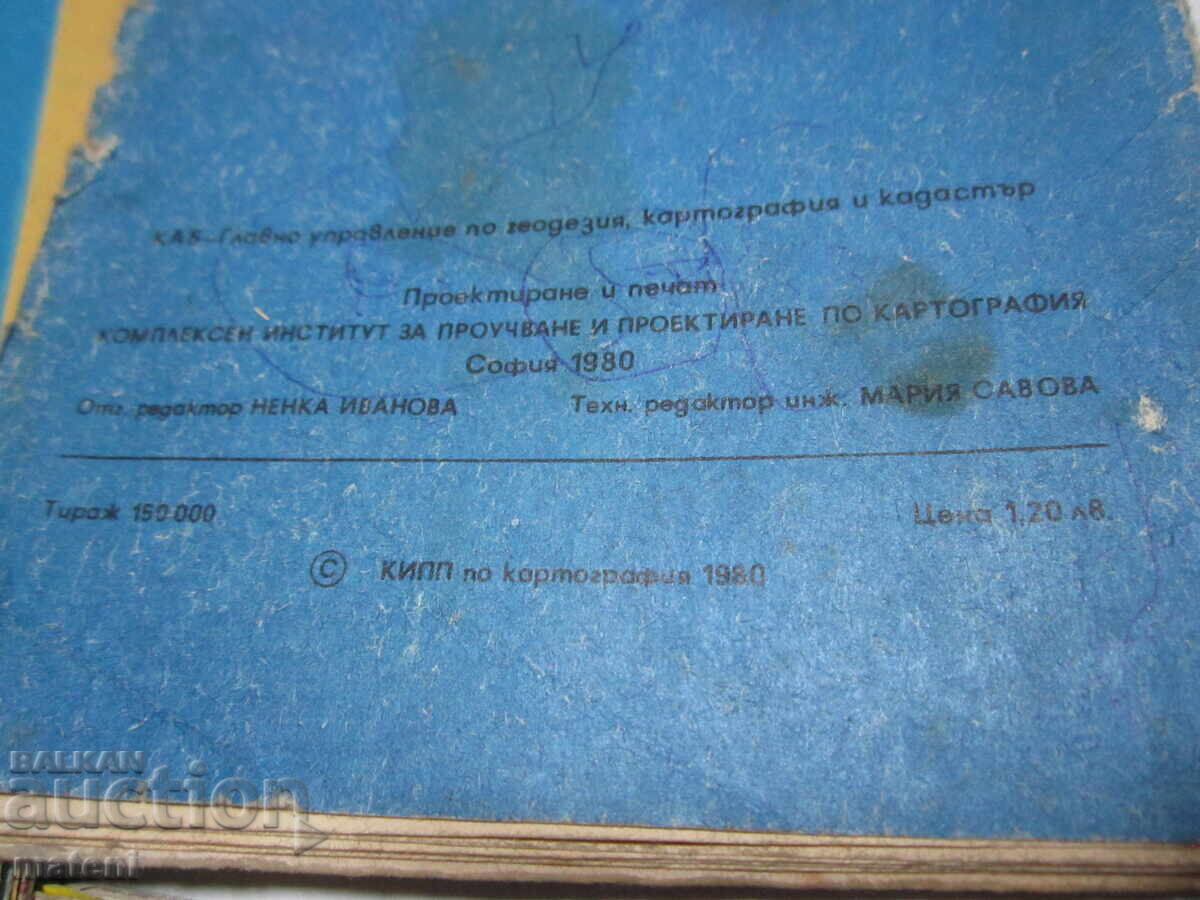 КАБ–Главно управление по геодезия, картография и кадастър
Проектиране и печат
КОМПЛЕКСЕН ИНСТИТУТ ЗА ПРОУЧВАНЕ И ПРОЕКТИРАНЕ ПО КАРТОГРАФИЯ
София 1980
Отг. редактор НЕНКА ИВАНОВА Техн. редактор инж. МАРИЯ САВОВА
Тираж 150 000 Цена 1,20 лв.
© КИПП по картография 1980
BALKAN
auction
mateni